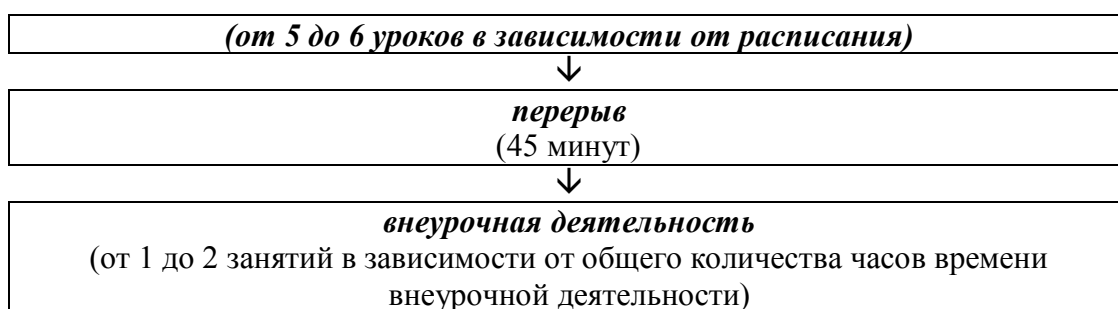 (от 5 до 6 уроков в зависимости от расписания)
перерыв
(45 минут)
внеурочная деятельность
(от 1 до 2 занятий в зависимости от общего количества часов времени
внеурочной деятельности)